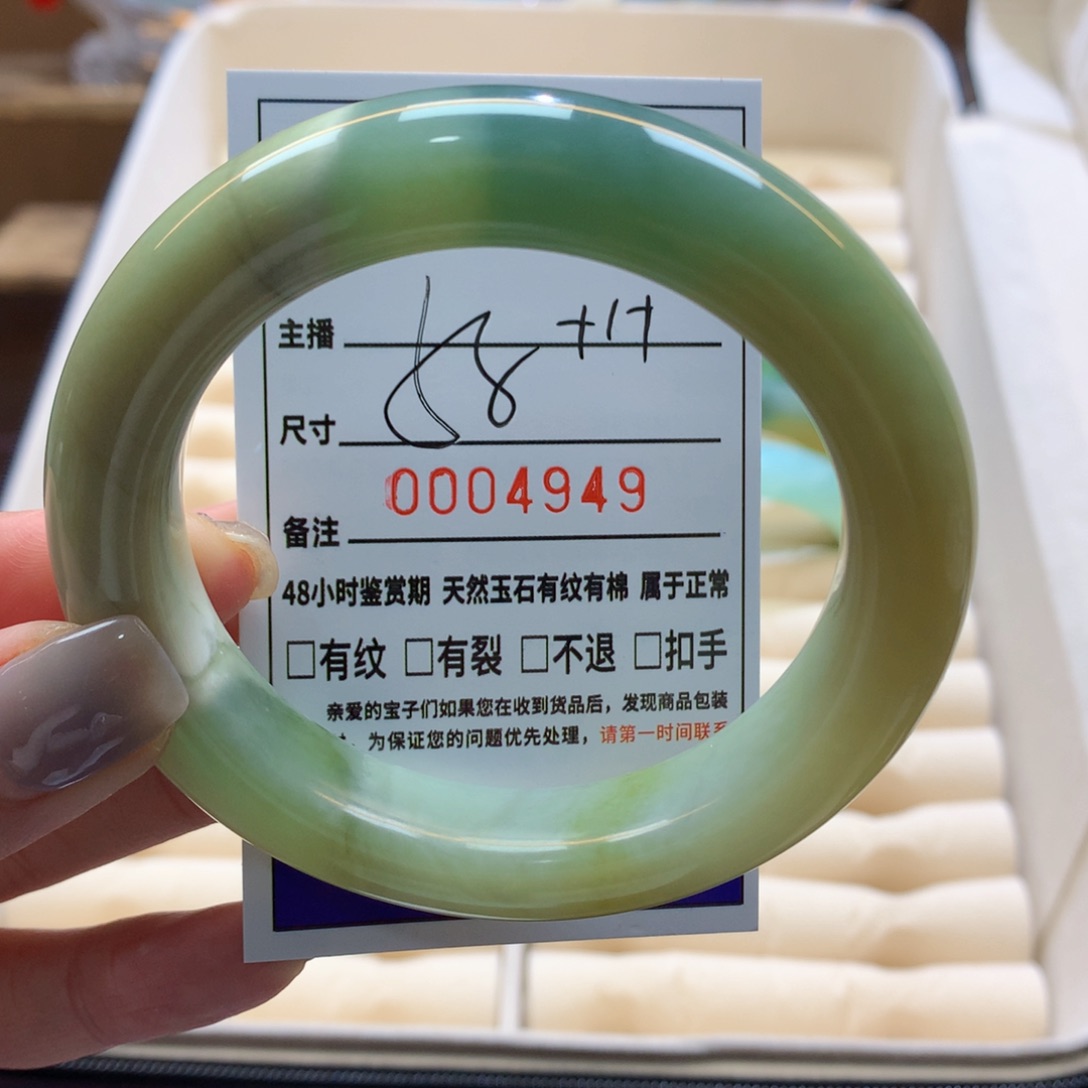 主播
58 +17
尺寸
0004949
备注
48小时鉴赏期 天然玉石有纹有棉 属于正常
□有纹 □有裂 □不退 □扣手
亲爱的宝子们如果您在收到货品后，发现商品包装
为保证您的问题优先处理，请第一时间联系